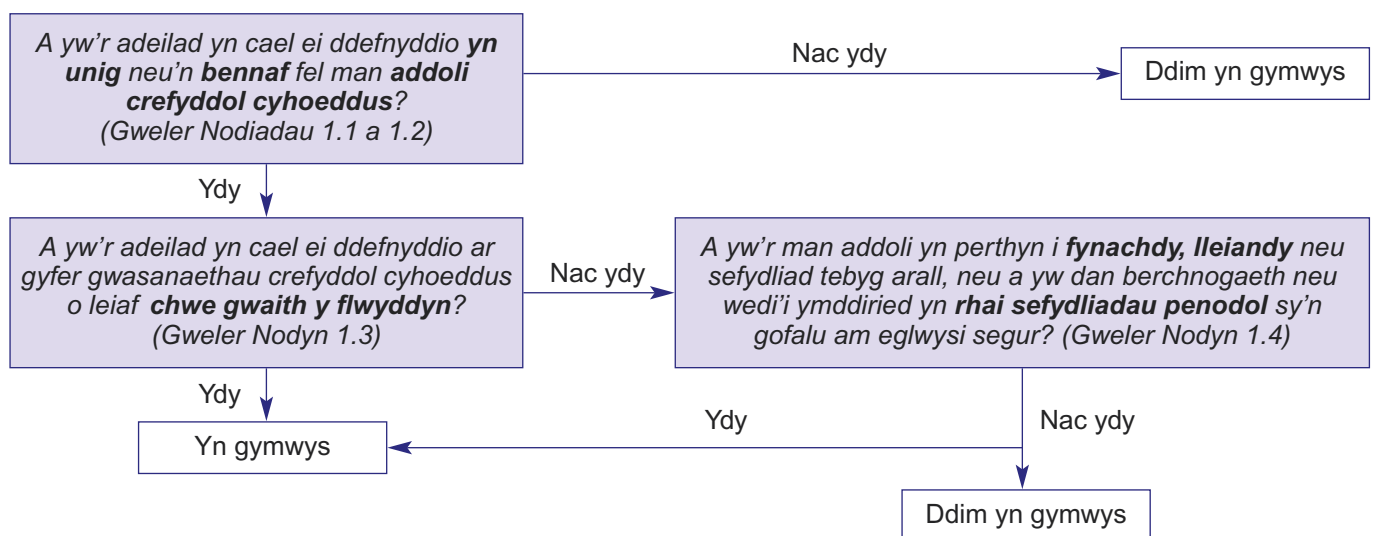 A yw'r adeilad yn cael ei ddefnyddio yn
unig neu'n bennaf fel man addoli
crefyddol cyhoeddus?
(Gweler Nodiadau 1.1 a 1.2)
Nac ydy
Ddim yn gymwys
Ydy
A yw'r adeilad yn cael ei ddefnyddio ar
gyfer gwasanaethau crefyddol cyhoeddus
o leiaf chwe gwaith y flwyddyn?
(Gweler Nodyn 1.3)
Nac ydy
A yw'r man addoli yn perthyn i fynachdy, lleiandy neu
sefydliad tebyg arall, neu a yw dan berchnogaeth neu
wedi'i ymddiried yn rhai sefydliadau penodol sy'n
gofalu am eglwysi segur? (Gweler Nodyn 1.4)
Ydy
Yn gymwys
Ydy
Nac ydy
Ddim yn gymwys